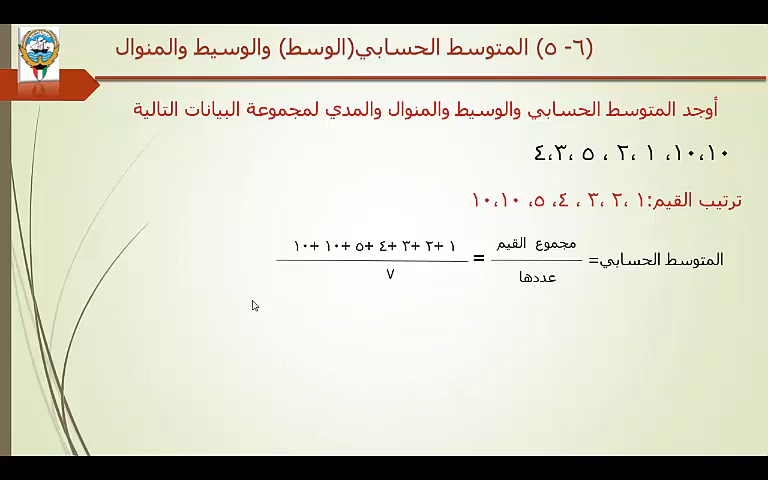 (٦- ٥) المتوسط الحسابي(الوسط) والوسيط والمنوال
أوجد المتوسط الحسابي والوسيط والمنوال والمدي لمجموعة البيانات التالية
١٠،١٠، ١ ،٢ ، ٥ ،٤،٣
ترتيب القيم:١ ،٢ ،٣ ، ٤، ٥، ١٠،١٠
المتوسط الحسابي= مجموع القيم / عددها = ١ +٢ +٣ +٤ +٥ +١٠ +١٠ / ٧